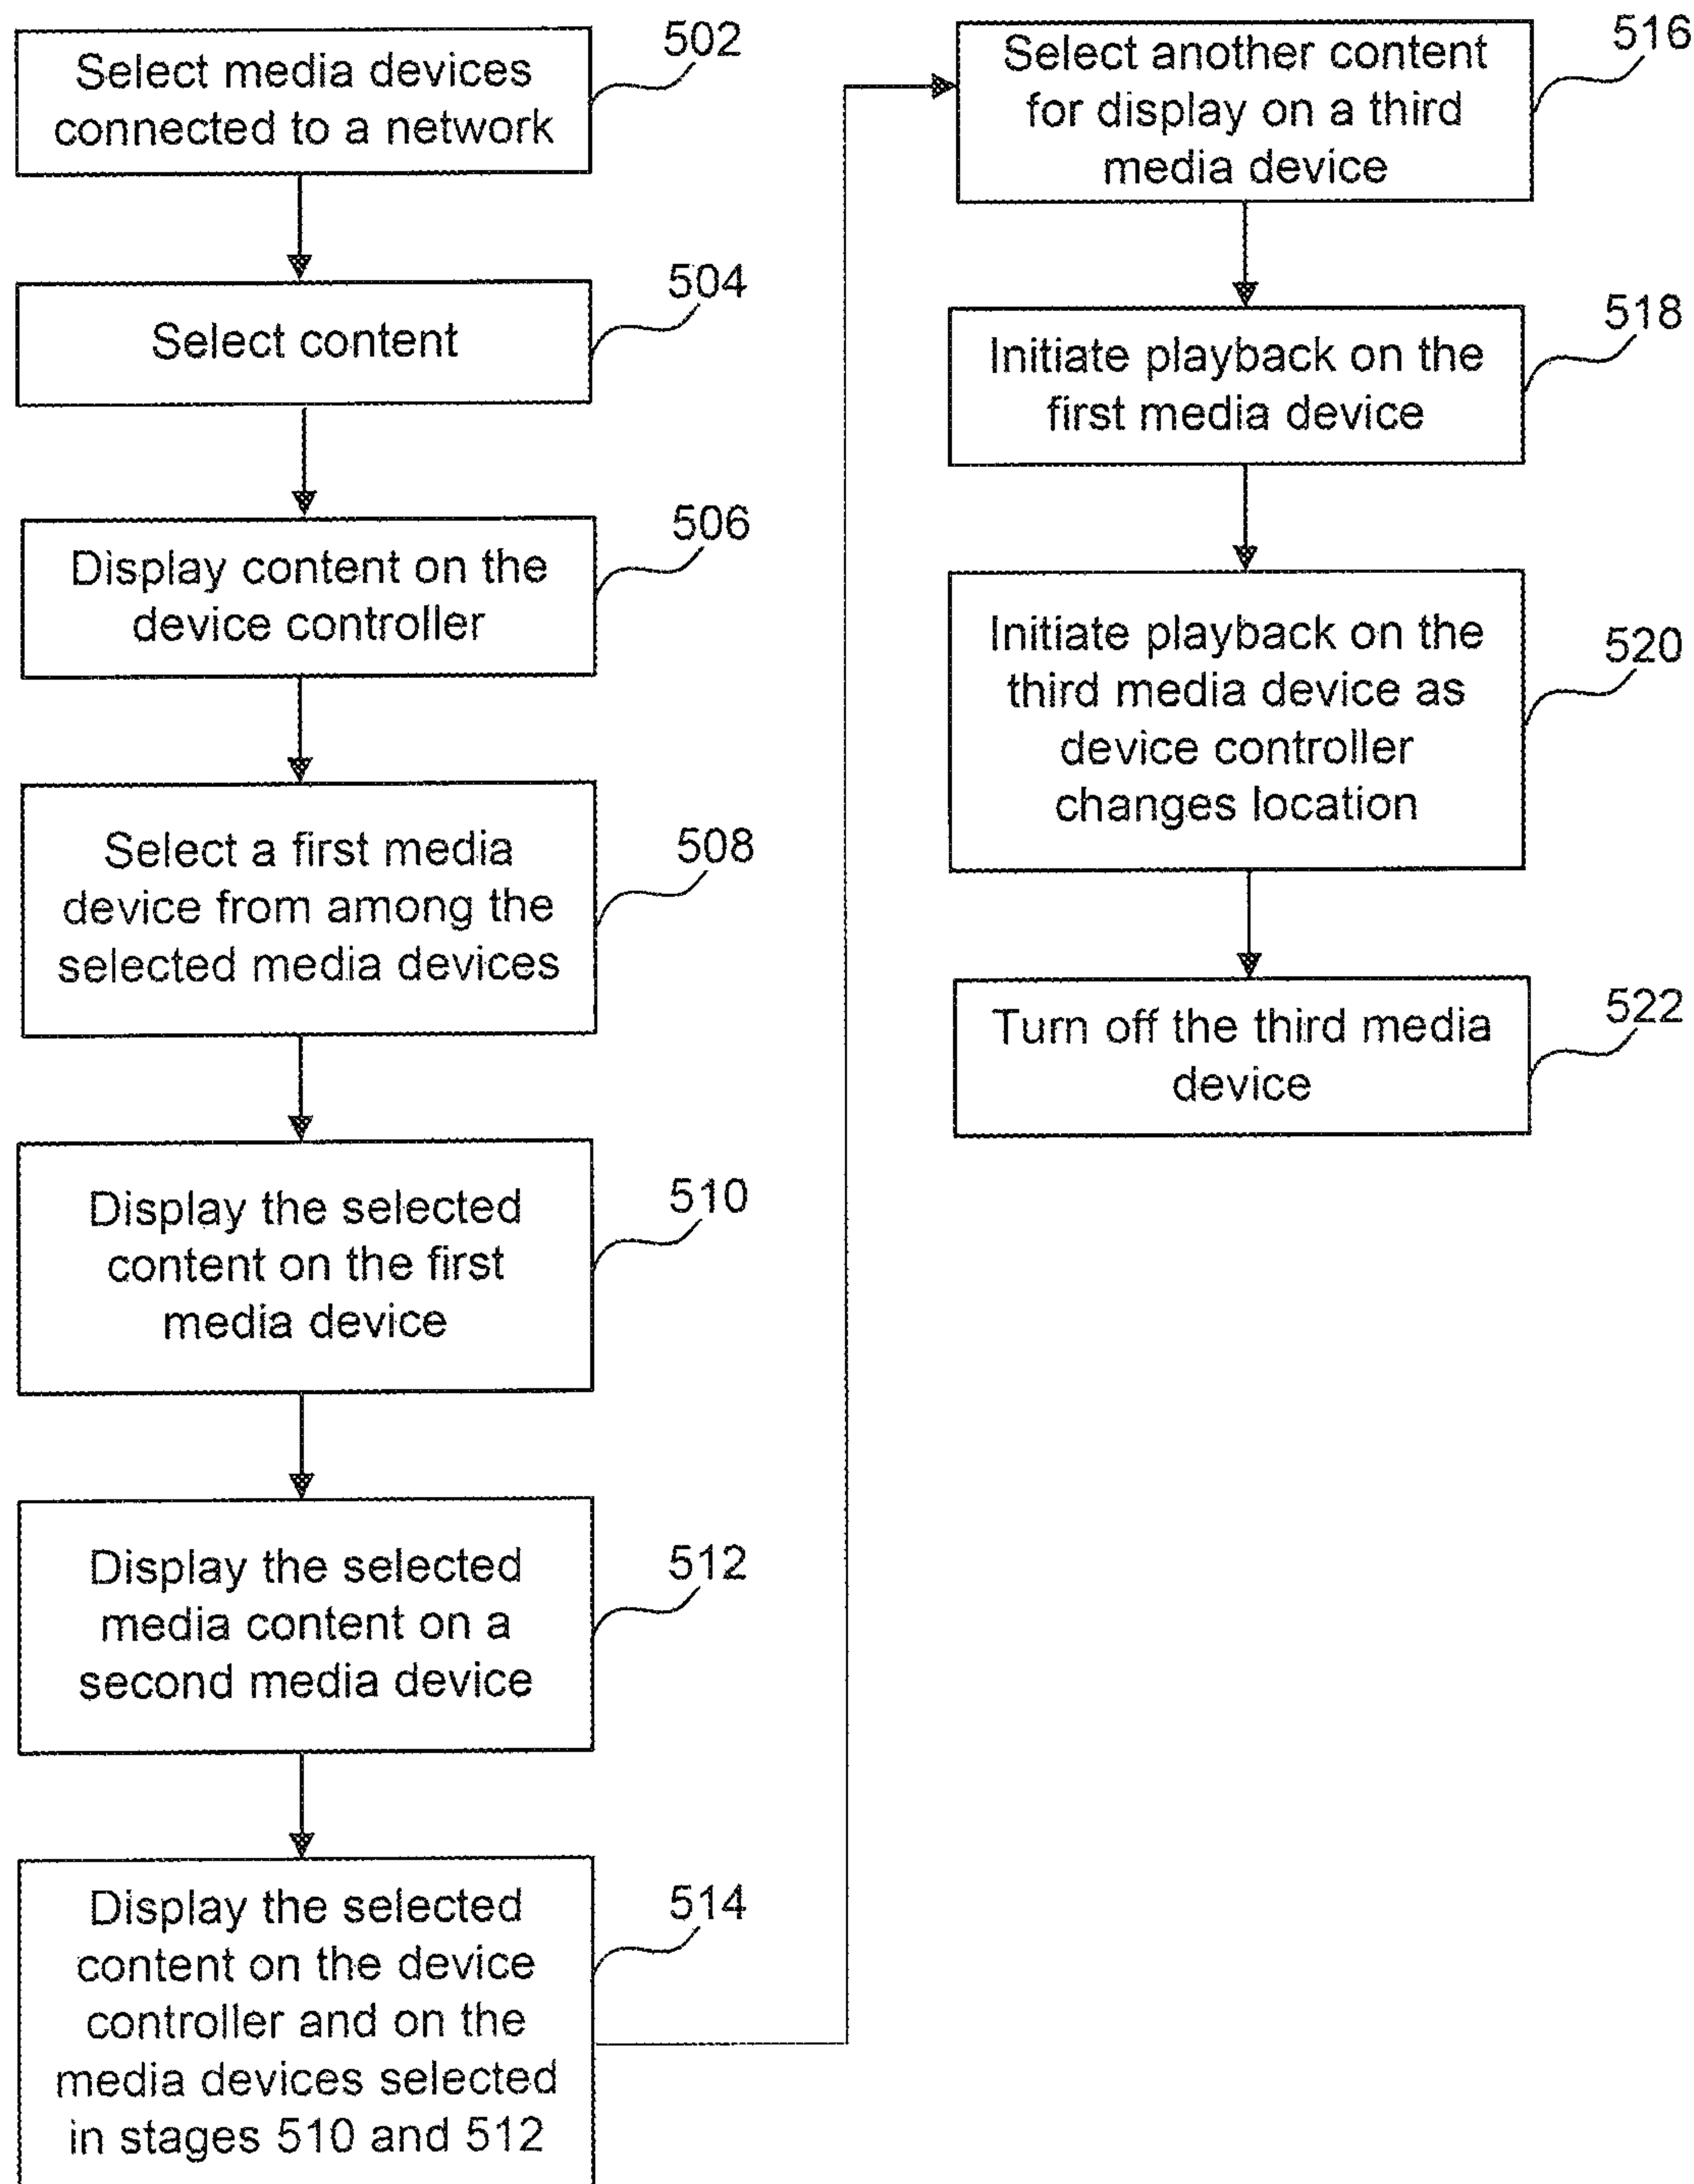 Select media devices
connected to a network
502
Select content
504
Display content on the
device controller
506
Select a first media
device from among the
selected media devices
508
Display the selected
content on the first
media device
510
Display the selected
media content on a
second media device
512
Display the selected
content on the device
controller and on the
media devices selected
in stages 510 and 512
514
Select another content
for display on a third
media device
516
Initiate playback on the
first media device
518
Initiate playback on the
third media device as
device controller
changes location
520
Turn off the third media
device
522